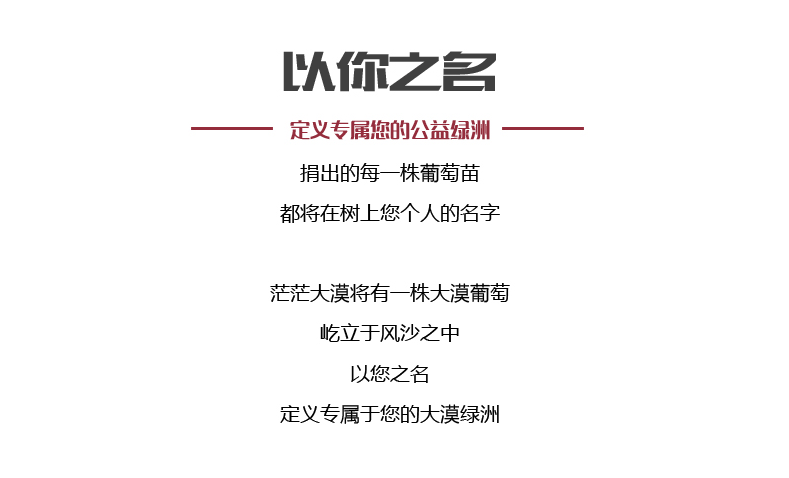 以你之名
定义专属您的公益绿洲
捐出的每一株葡萄苗
都将在树上您个人的名字
茫茫大漠将有一株大漠葡萄
屹立于风沙之中
以您之名
定义专属于您的大漠绿洲